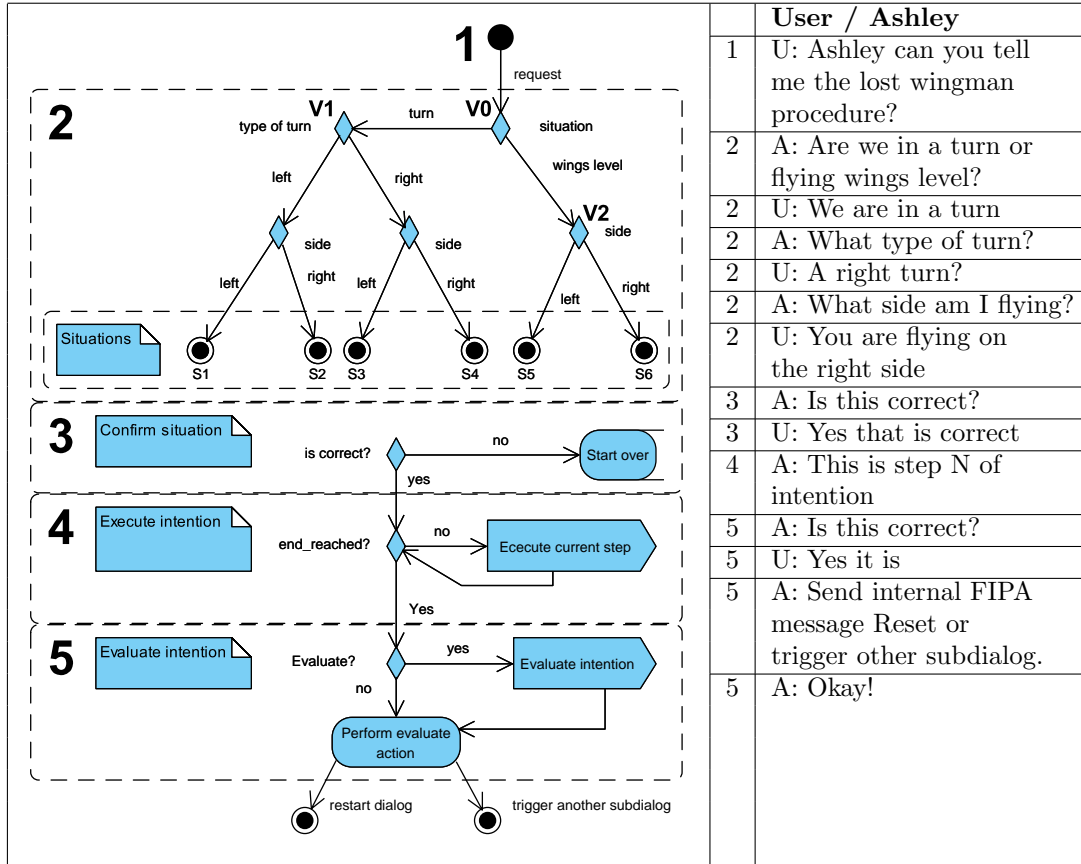 1
request
2
V1
V0
turn
type of turn
situation
wings level
left
right
V2
side
side
side
left
right
left
right
left
right
Situations
S1
S2
S3
S4
S5
S6
3
Confirm situation
is correct?
no
Start over
yes
4
Execute intention
end_reached?
no
Ececute current step
Yes
5
Evaluate intention
Evaluate?
yes
Evaluate intention
no
Perform evaluate
action
restart dialog
trigger another subdialog
User / Ashley
1 U: Ashley can you tell
me the lost wingman
procedure?
2 A: Are we in a turn or
flying wings level?
2 U: We are in a turn
2 A: What type of turn?
2 U: A right turn?
2 A: What side am I flying?
2 U: You are flying on
the right side
3 A: Is this correct?
3 U: Yes that is correct
4 A: This is step N of
intention
5 A: Is this correct?
5 U: Yes it is
5 A: Send internal FIPA
message Reset or
trigger other subdialog.
5 A: Okay!